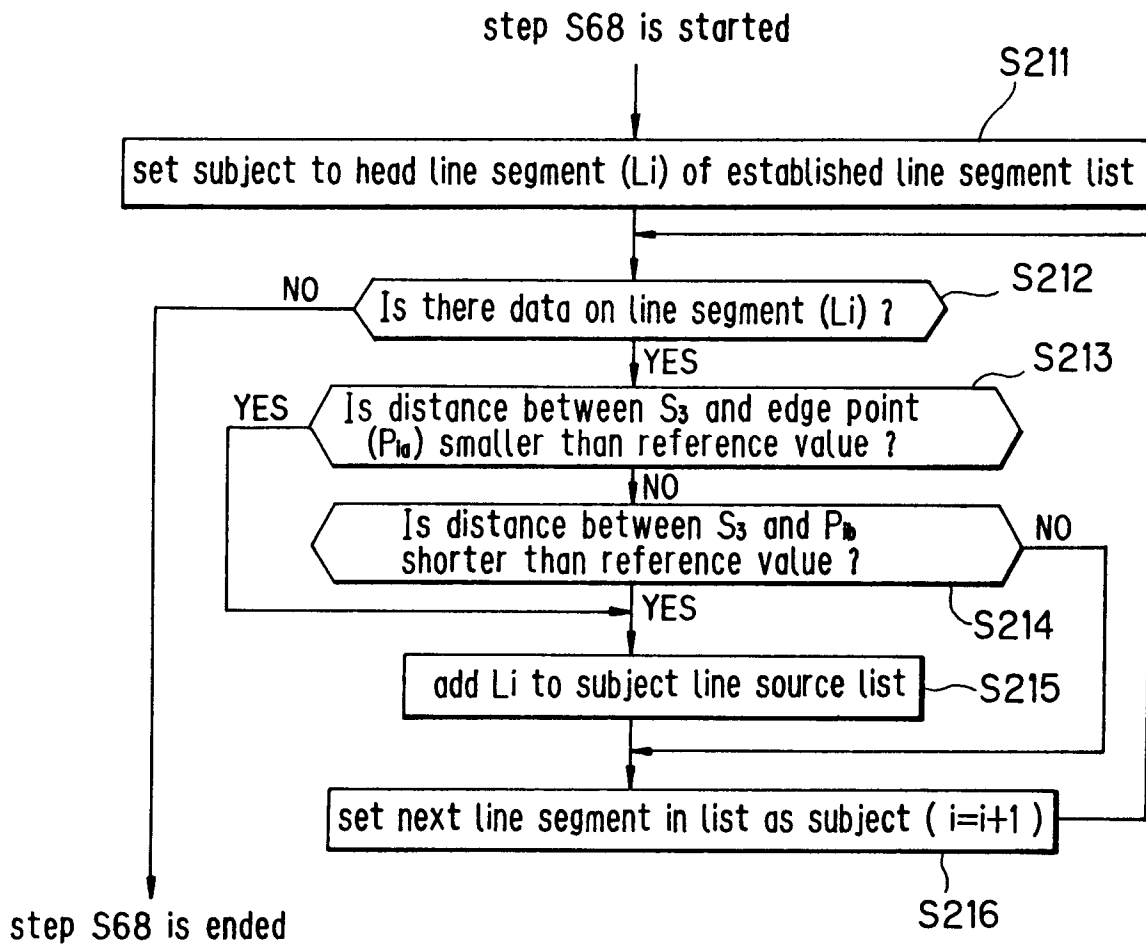 step S68 is started
S211
set subject to head line segment (Li) of established line segment list
NO
S212
Is there data on line segment (Li) ?
YES
S213
YES
Is distance between S3 and edge point
(Pia) smaller than reference value ?
NO
Is distance between S3 and Pib
shorter than reference value ?
NO
YES
S214
add Li to subject line source list
S215
set next line segment in list as subject ( i=i+1 )
S216
step S68 is ended